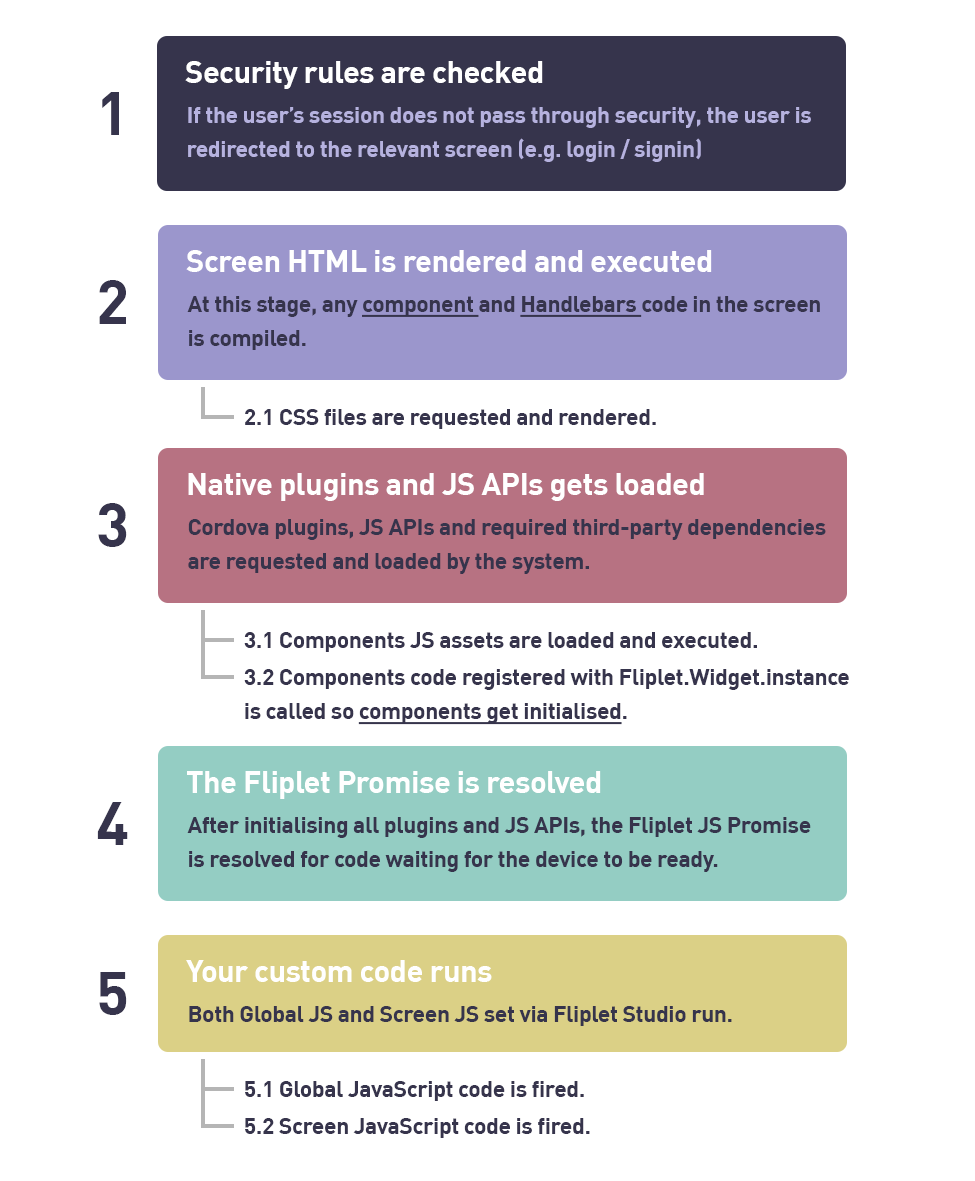 1
Security rules are checked
If the user’s session does not pass through security, the user is
redirected to the relevant screen (e.g. login / signin)
2
Screen HTML is rendered and executed
At this stage, any component and Handlebars code in the screen
is compiled.
2.1 CSS files are requested and rendered.
3
Native plugins and JS APIs gets loaded
Cordova plugins, JS APIs and required third-party dependencies
are requested and loaded by the system.
3.1 Components JS assets are loaded and executed.
3.2 Components code registered with Fliplet.Widget.instance
is called so components get initialised.
4
The Fliplet Promise is resolved
After initialising all plugins and JS APIs, the Fliplet JS Promise
is resolved for code waiting for the device to be ready.
5
Your custom code runs
Both Global JS and Screen JS set via Fliplet Studio run.
5.1 Global JavaScript code is fired.
5.2 Screen JavaScript code is fired.